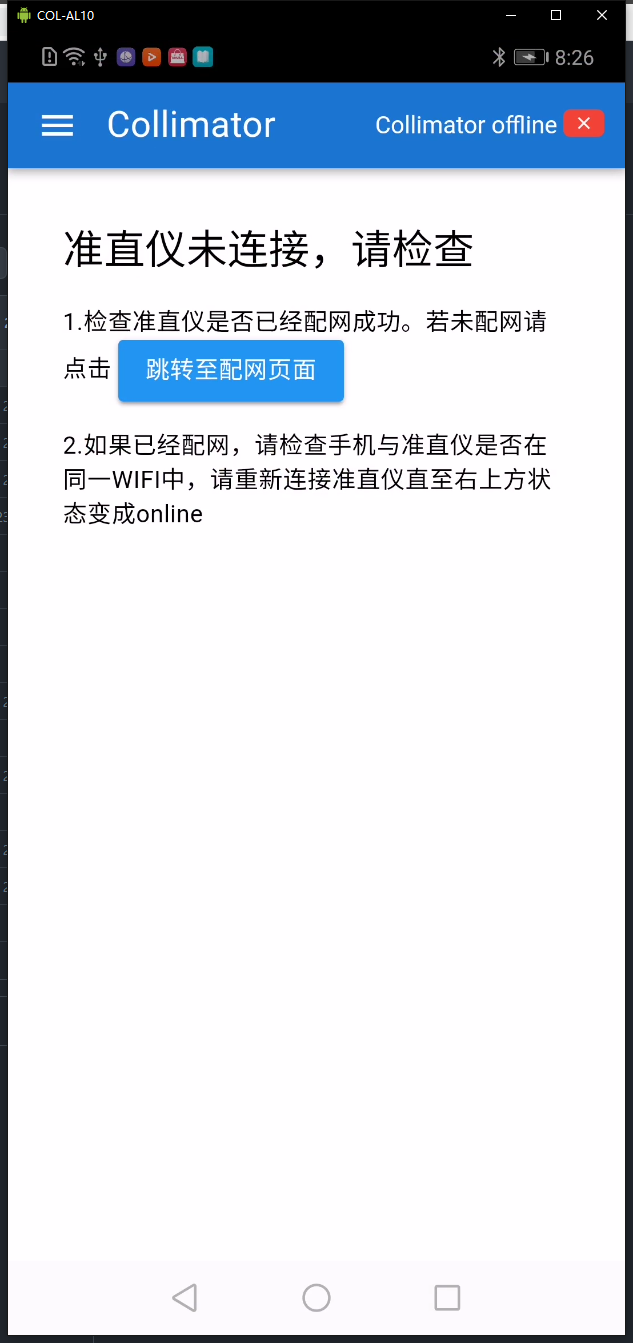 COL-AL10
8:26
Collimator
Collimator offline
准直仪未连接，请检查
1.检查准直仪是否已经配网成功。若未配网请
点击 跳转至配网页面
2.如果已经配网，请检查手机与准直仪是否在
同一WIFI中，请重新连接准直仪直至右上方状
态变成online